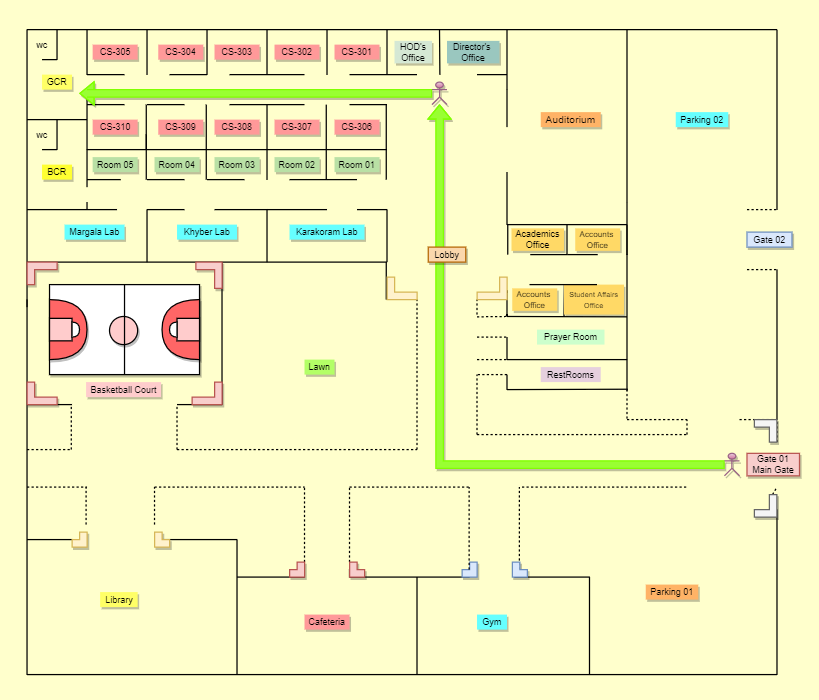 wc
CS-305
CS-304
CS-303
CS-302
CS-301
HOD's
Office
Director's
Office
GCR
Auditorium
Parking 02
wc
CS-310
CS-309
CS-308
CS-307
CS-306
BCR
Room 05
Room 04
Room 03
Room 02
Room 01
Margala Lab
Khyber Lab
Karakoram Lab
Academics
Office
Accounts
Office
Gate 02
Lobby
Accounts
Office
Student Affairs
Office
Prayer Room
Lawn
RestRooms
Basketball Court
Gate 01
Main Gate
Library
Cafeteria
Gym
Parking 01